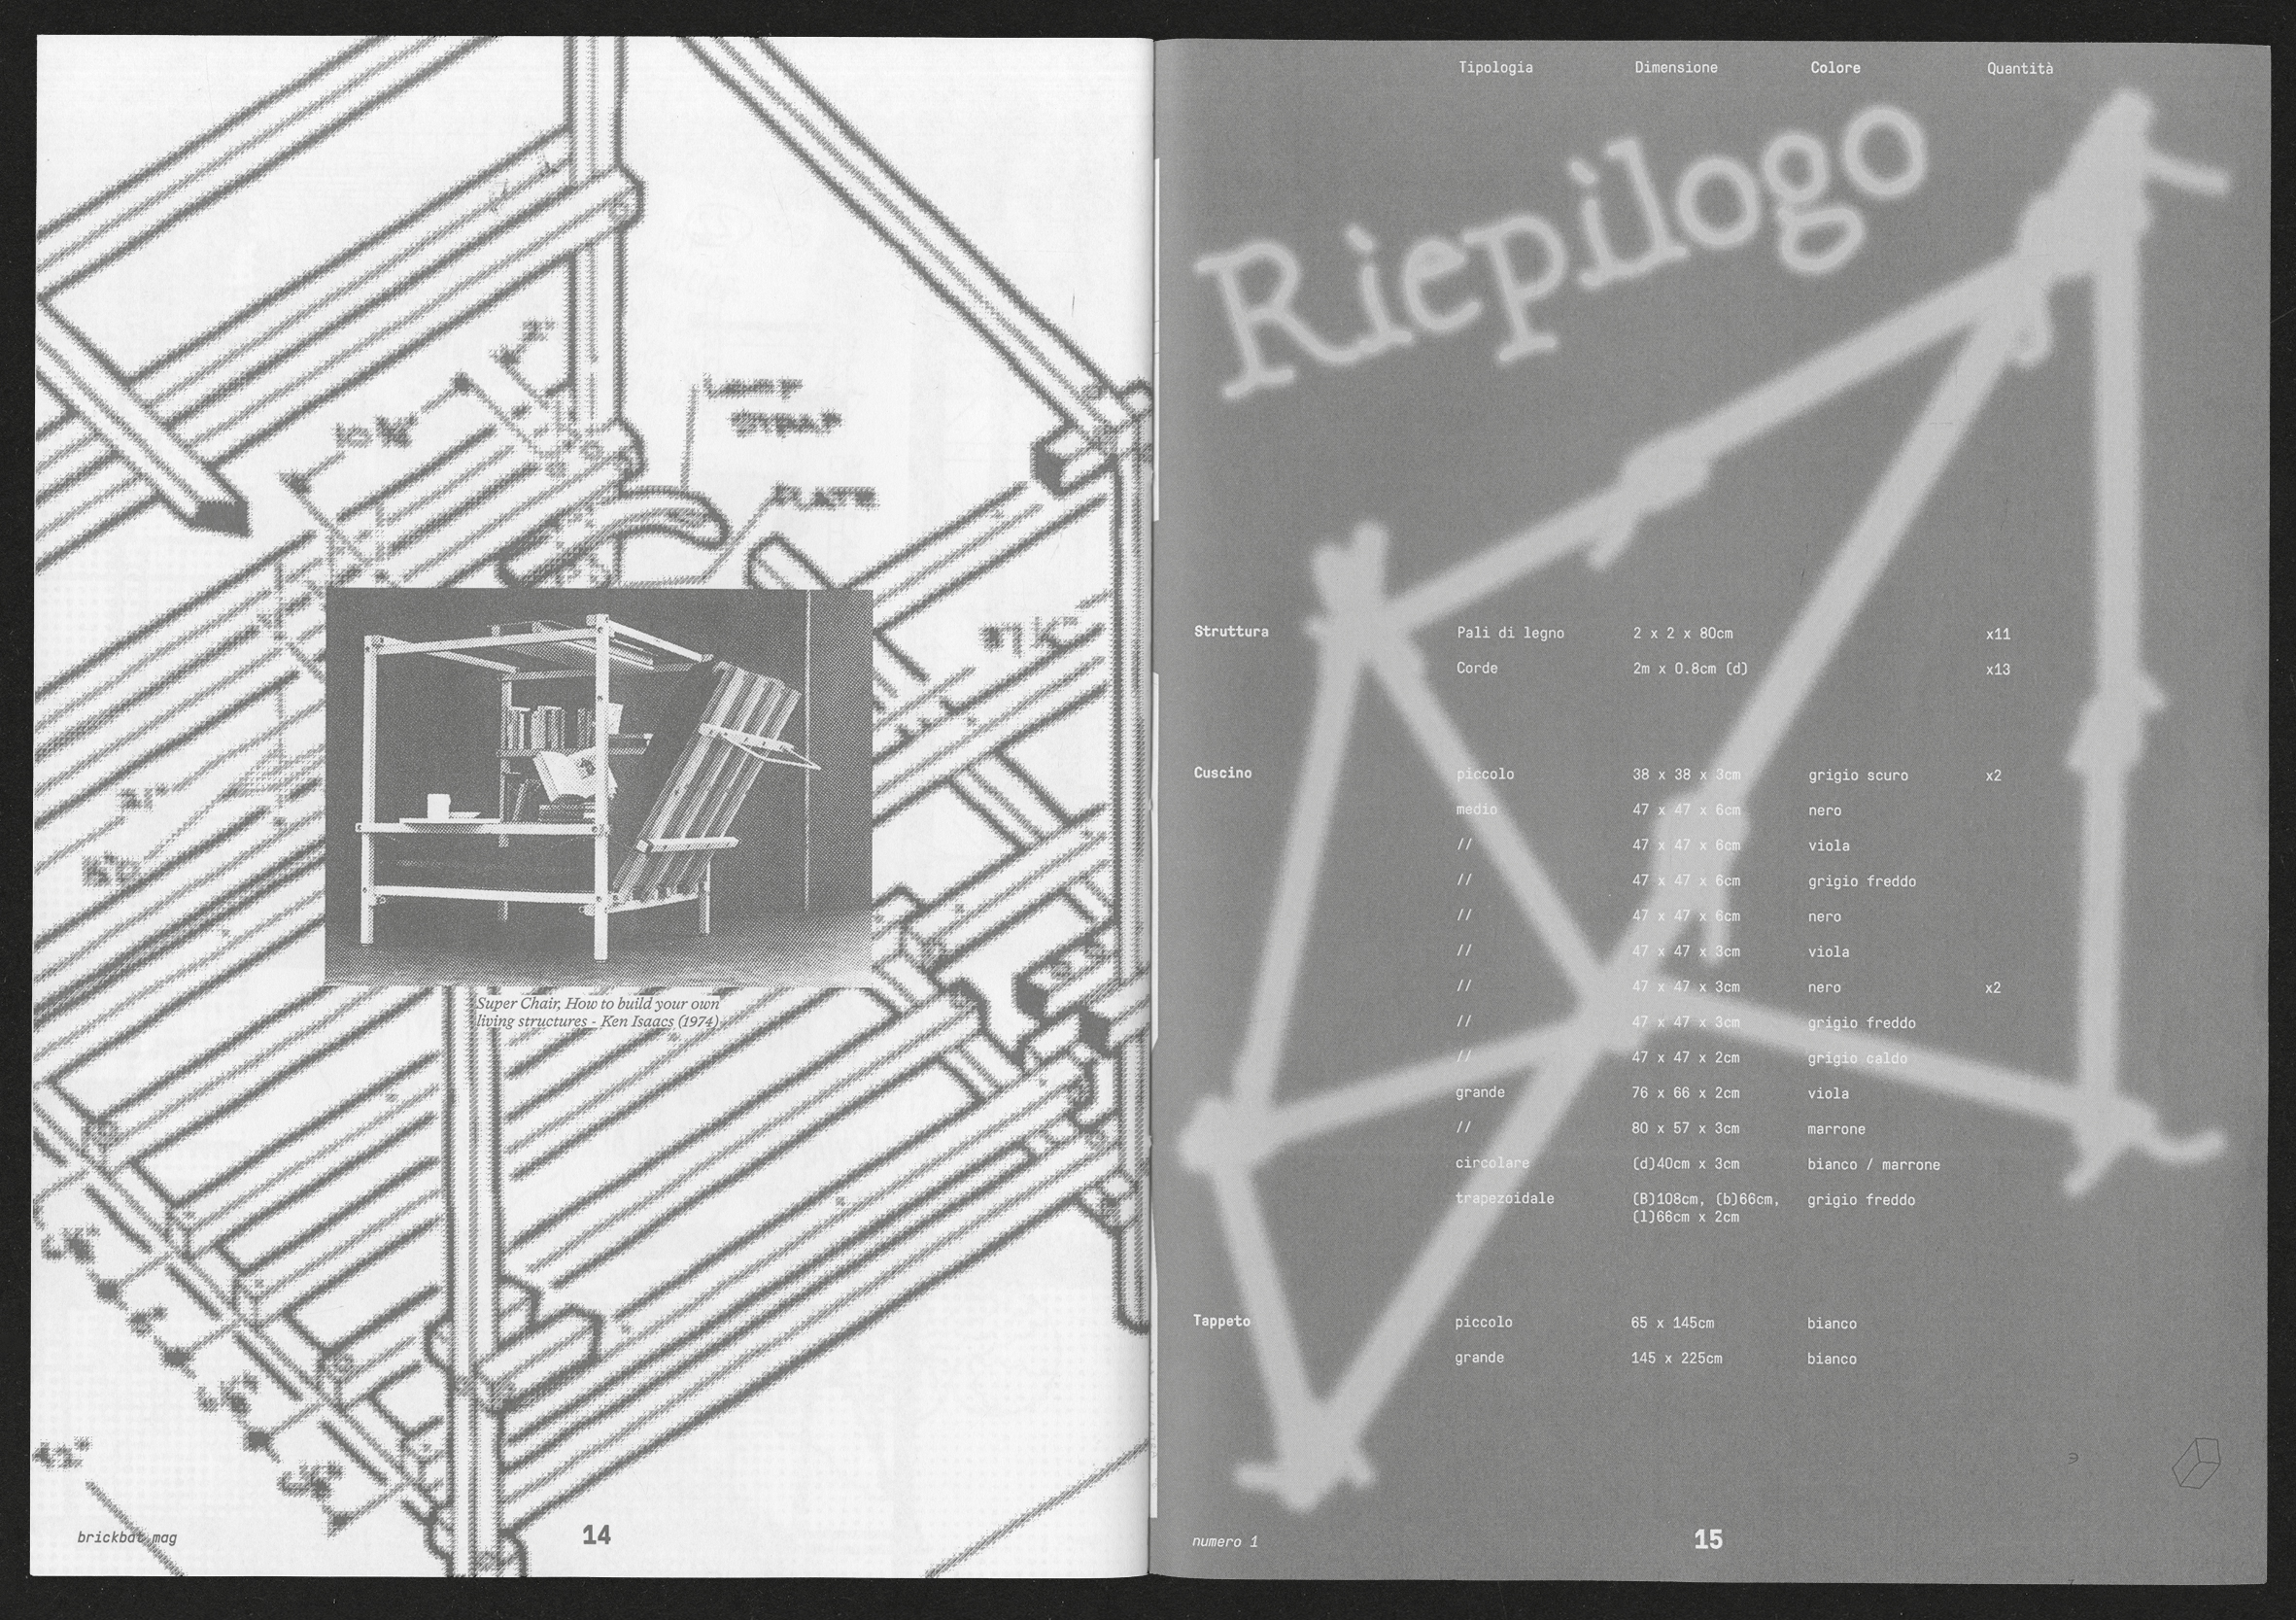 10¾"
2"
Super Chair, How to build your own
living structures - Ken Isaacs (1974)
brickbat mag
14
Tipologia Dimensione Colore Quantità
Riepilogo
Struttura Pali di legno 2 x 2 x 80cm x11
Corde 2m x 0.8cm (d) x13
Cuscino piccolo 38 x 38 x 3cm grigio scuro x2
medio 47 x 47 x 6cm nero
// 47 x 47 x 6cm viola
// 47 x 47 x 6cm grigio freddo
// 47 x 47 x 6cm nero
// 47 x 47 x 3cm viola
// 47 x 47 x 3cm nero x2
// 47 x 47 x 3cm grigio freddo
// 47 x 47 x 2cm grigio caldo
grande 76 x 66 x 2cm viola
// 80 x 57 x 3cm marrone
circolare (d)40cm x 3cm bianco / marrone
trapezoidale (B)108cm, (b)66cm, grigio freddo
(l)66cm x 2cm
Tappeto piccolo 65 x 145cm bianco
grande 145 x 225cm bianco
numero 1
15